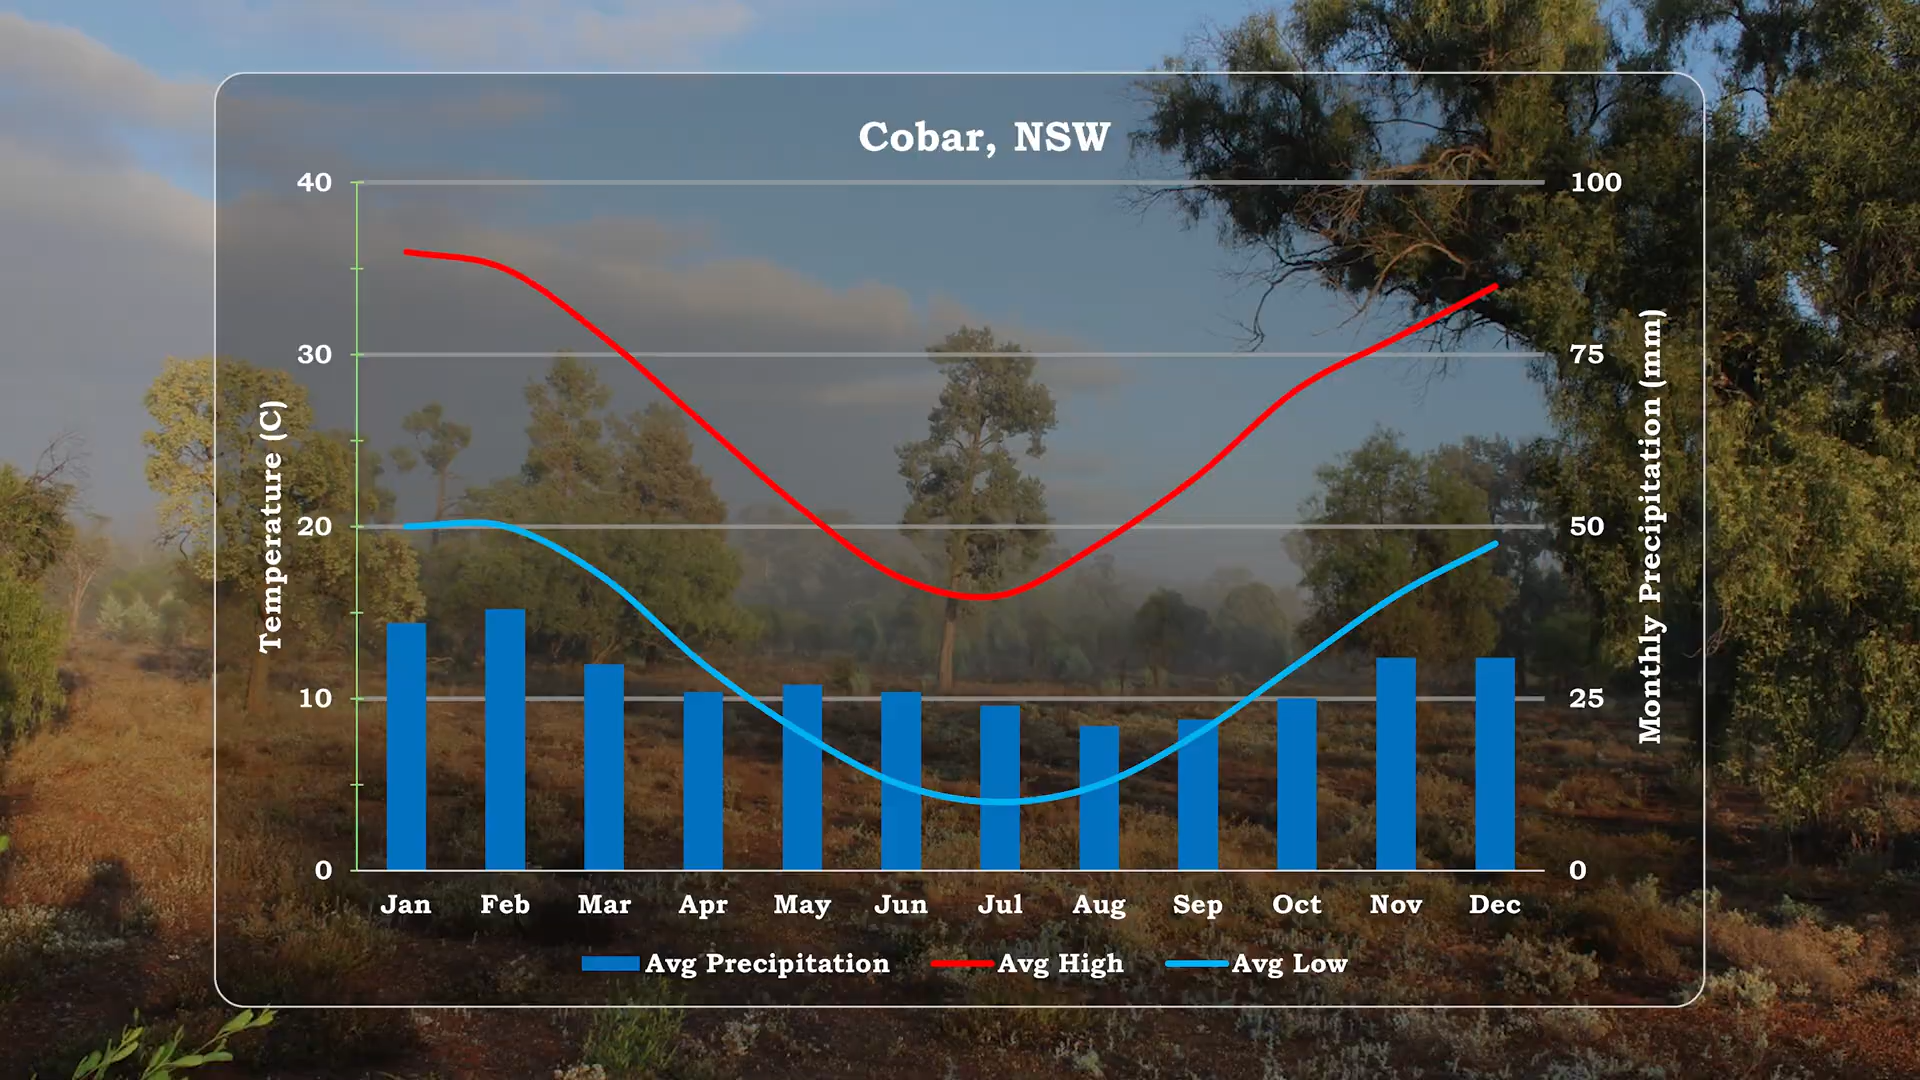 Cobar, NSW
40
100
30
75
20
50
10
25
0
0
Temperature (C)
Monthly Precipitation (mm)
Jan Feb Mar Apr May Jun Jul Aug Sep Oct Nov Dec
Avg Precipitation Avg High Avg Low